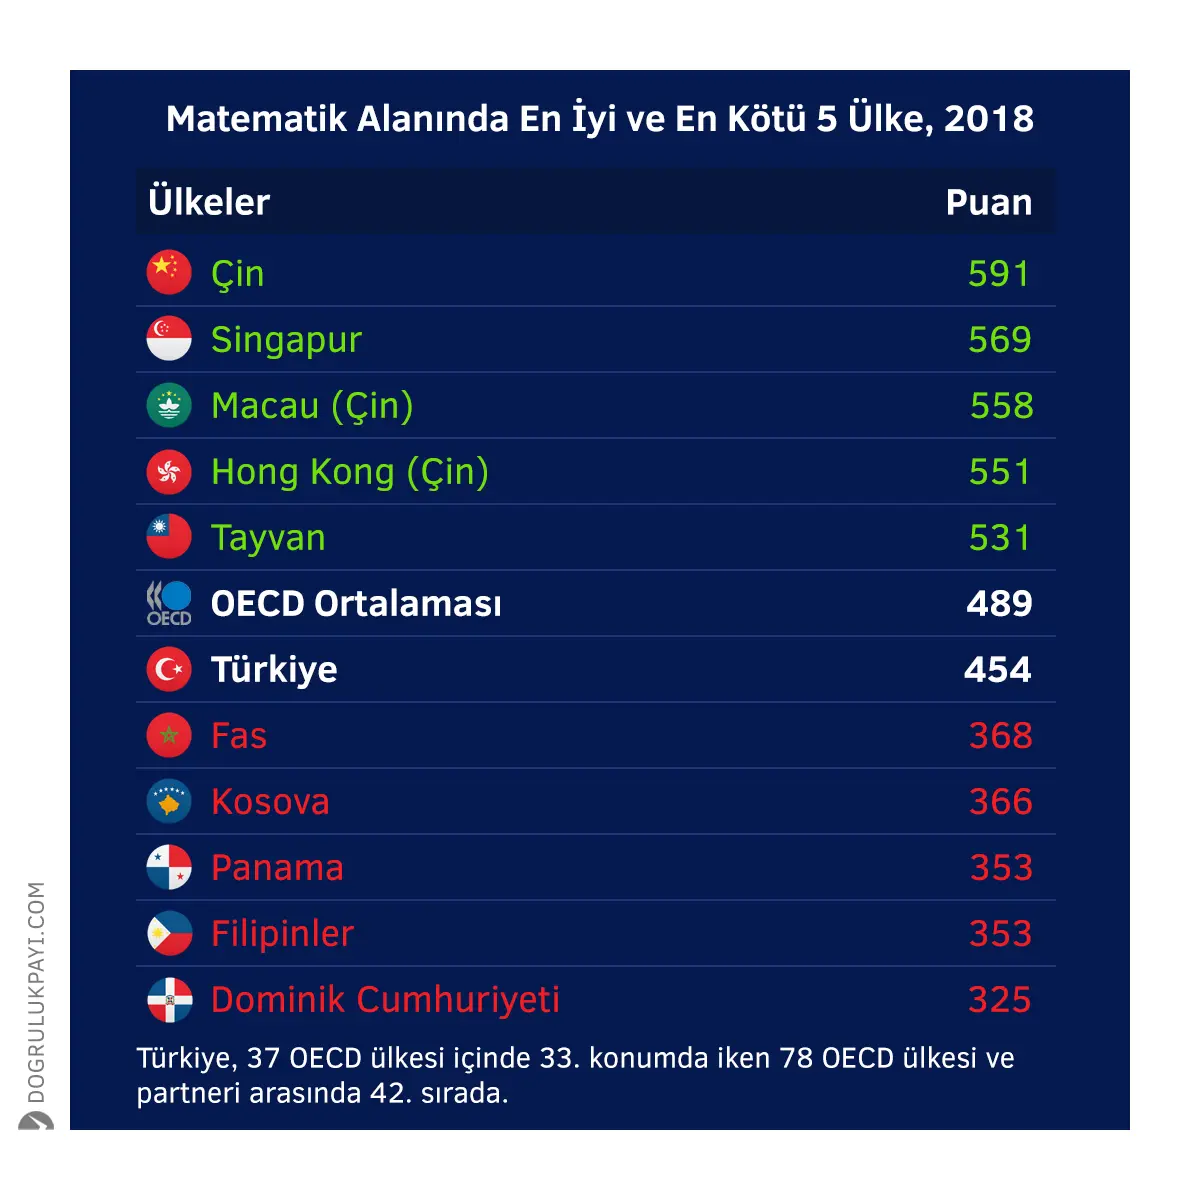 Matematik Alanında En İyi ve En Kötü 5 Ülke, 2018
Ülkeler Puan
Çin 591
Singapur 569
Macau (Çin) 558
Hong Kong (Çin) 551
Tayvan 531
OECD OECD Ortalaması 489
Türkiye 454
Fas 368
Kosova 366
Panama 353
Filipinler 353
Dominik Cumhuriyeti 325
Türkiye, 37 OECD ülkesi içinde 33. konumda iken 78 OECD ülkesi ve
partneri arasında 42. sırada.
DOGRULUKPAYI.COM